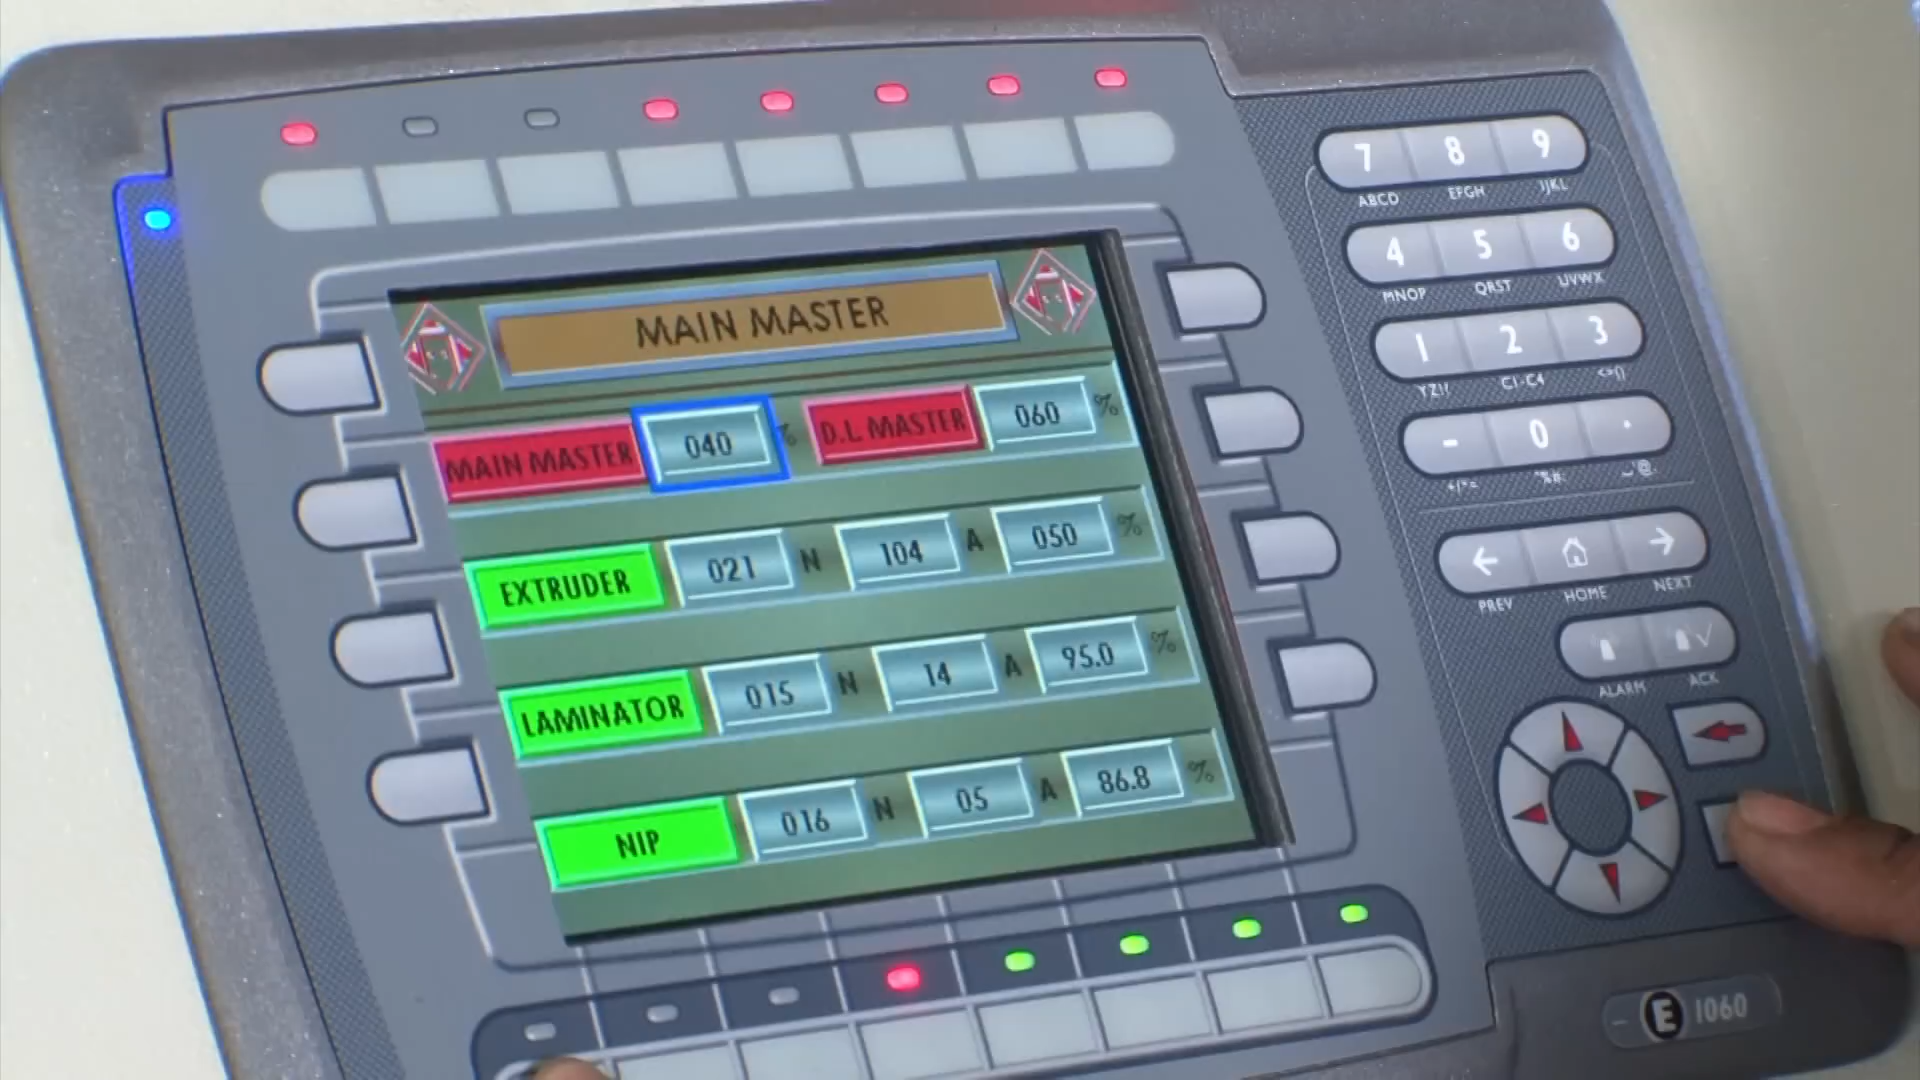 MAIN MASTER
MAIN MASTER 040 % D.L MASTER 060 %
EXTRUDER 021 N 104 A 050 %
LAMINATOR 015 N 14 A 95.0 %
NIP 016 N 05 A 86.8 %
7 8 9
ABCD EFGH IJKL
4 5 6
MNOP QRST UVWX
1 2 3
YZ!? C1-C4 <=()
- 0 .
+/*=
PREV HOME NEXT
ALARM ACK
E 1060